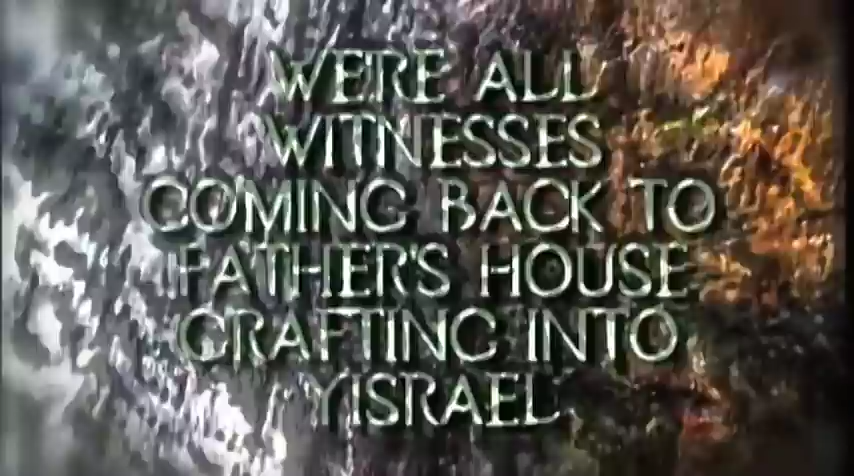 WE'RE ALL
WITNESSES
COMING BACK TO
FATHER'S HOUSE
GRAFTING INTO
YISRAEL